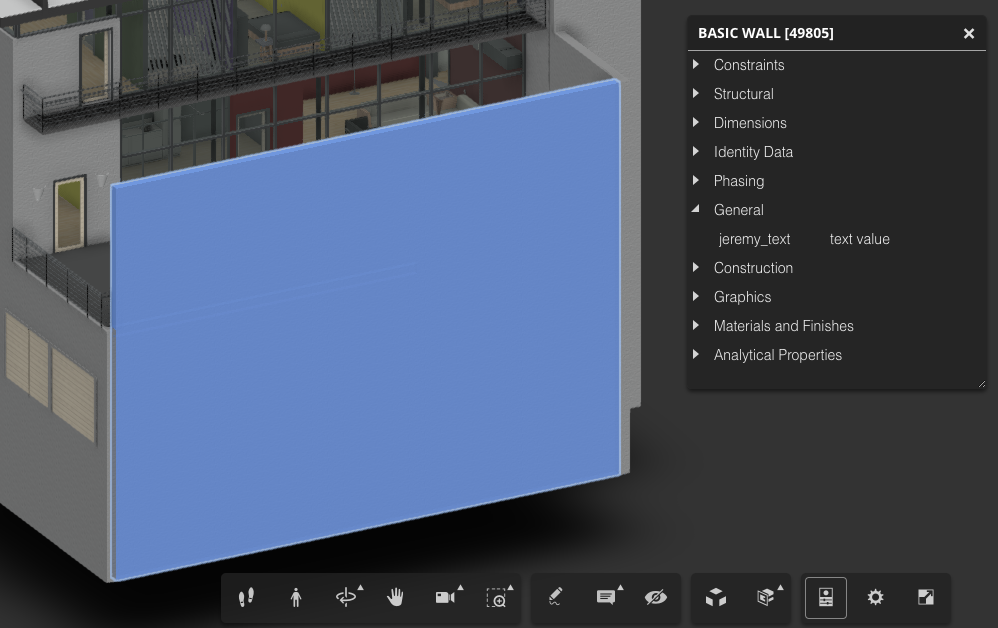 BASIC WALL [49805]
Constraints
Structural
Dimensions
Identity Data
Phasing
General
jeremy_text text value
Construction
Graphics
Materials and Finishes
Analytical Properties